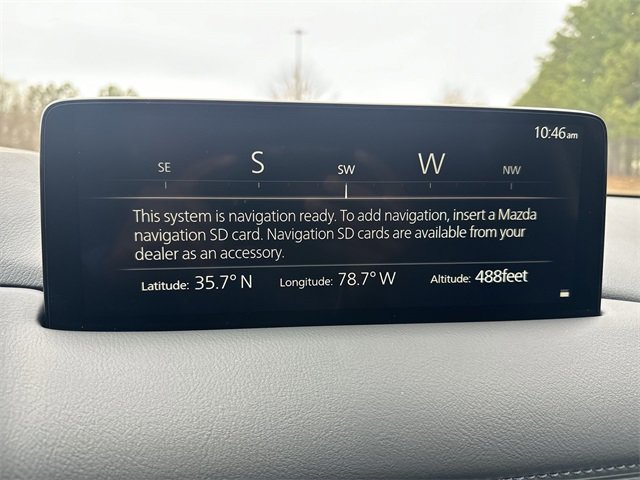 10:46am
SE S SW W NW
This system is navigation ready. To add navigation, insert a Mazda
navigation SD card. Navigation SD cards are available from your
dealer as an accessory.
Latitude: 35.7° N Longitude: 78.7° W Altitude: 488feet